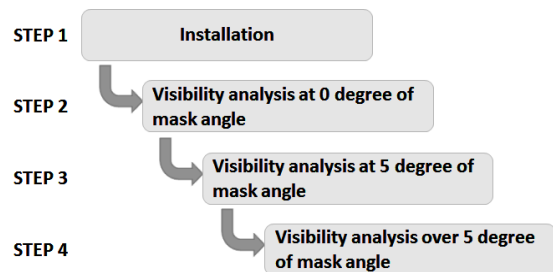 STEP 1
Installation
STEP 2
Visibility analysis at 0 degree of
mask angle
STEP 3
Visibility analysis at 5 degree of
mask angle
STEP 4
Visibility analysis over 5 degree
of mask angle